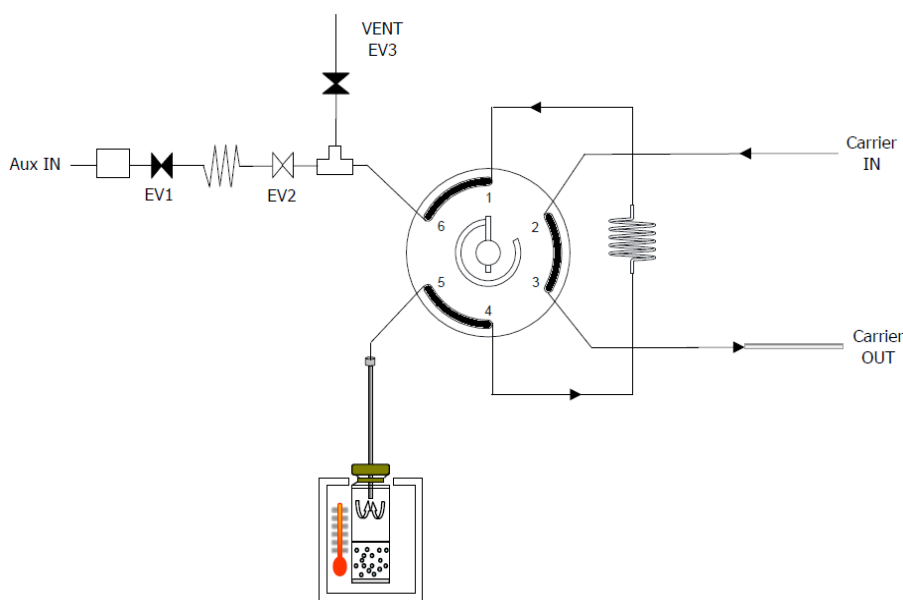 VENT
EV3
Aux IN
EV1
EV2
Carrier
IN
1
2
6
5
3
4
Carrier
OUT